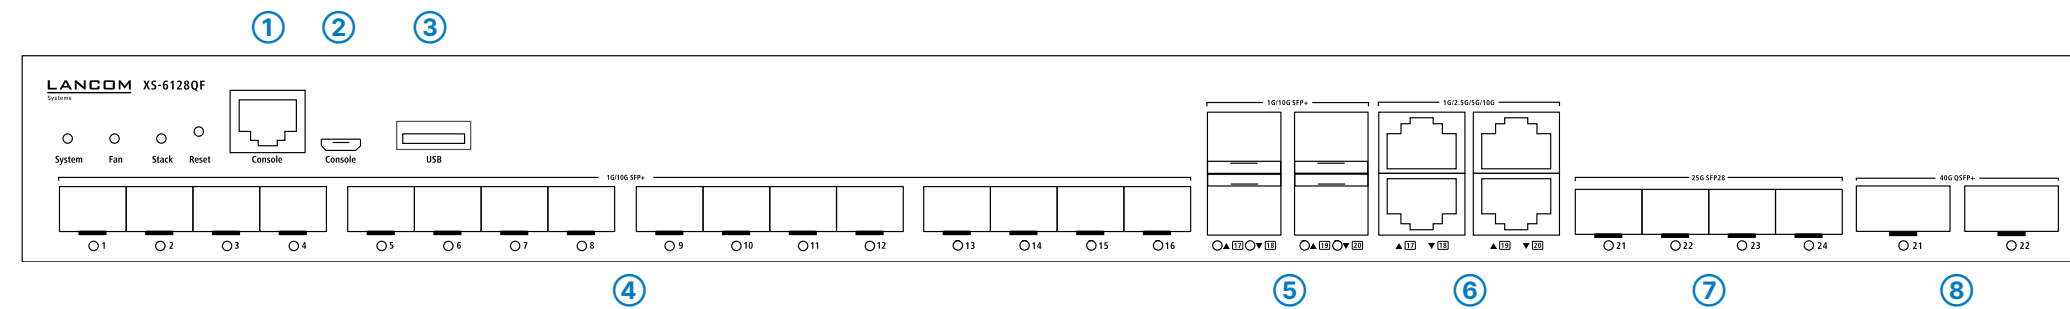 ① ② ③
LANCOM XS-6128QF
Systems
1G/10G SFP+ 1G/2.5G/5G/10G
System Fan Stack Reset Console Console USB
1G/10G SFP+ 25G SFP28 40G QSFP+
1 2 3 4 5 6 7 8 9 10 11 12 13 14 15 16 ▲17 ▼18 ▲19 ▼20 ▲17 ▼18 ▲19 ▼20 21 22 23 24 21 22
④ ⑤ ⑥ ⑦ ⑧